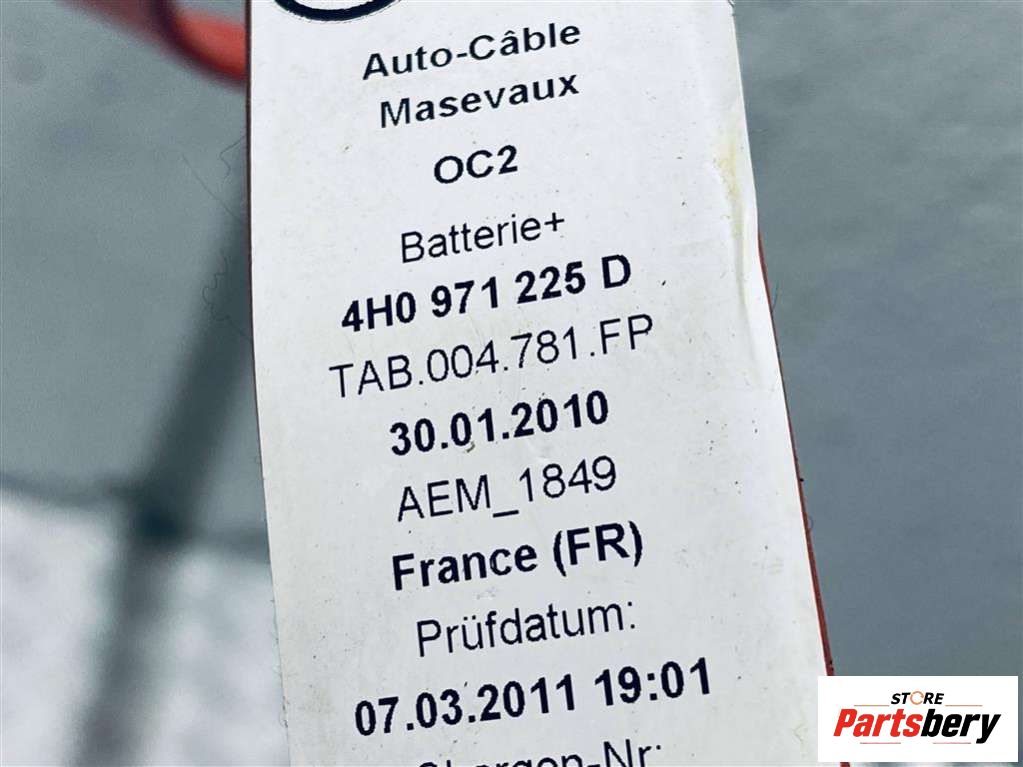 Auto-Câble
Masevaux
OC2
Batterie+
4H0 971 225 D
TAB.004.781.FP
30.01.2010
AEM_1849
France (FR)
Prüfdatum:
07.03.2011 19:01
STORE
Partsbery